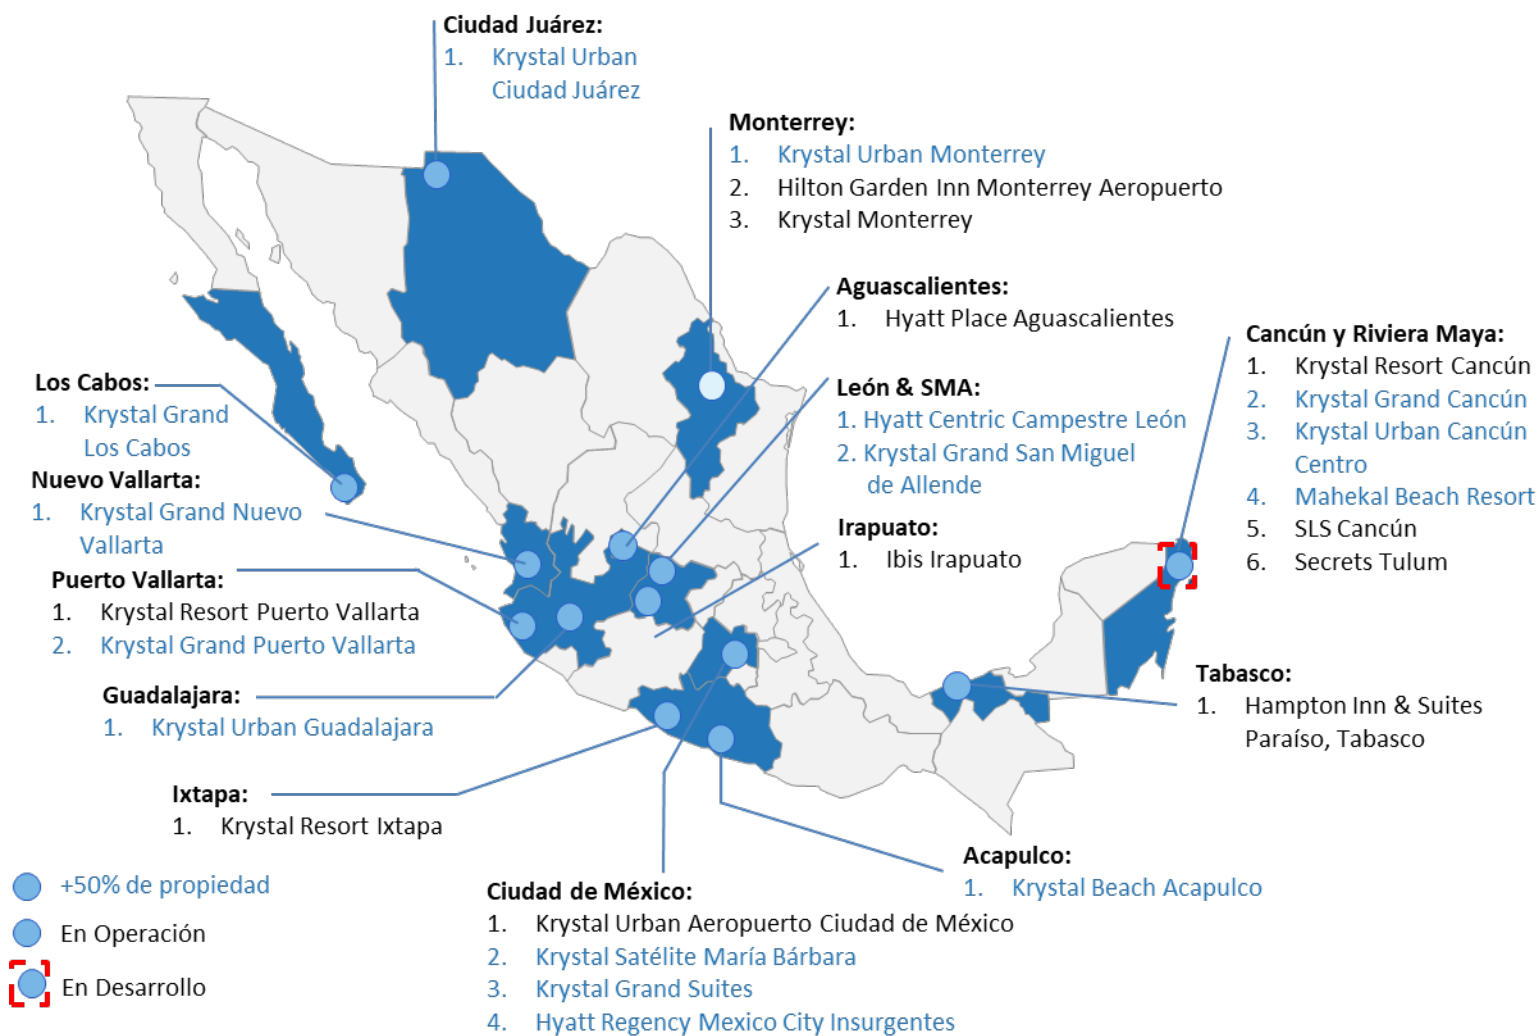 Ciudad Juárez:
1. Krystal Urban
Ciudad Juárez
Monterrey:
1. Krystal Urban Monterrey
2. Hilton Garden Inn Monterrey Aeropuerto
3. Krystal Monterrey
Aguascalientes:
1. Hyatt Place Aguascalientes
León & SMA:
1. Hyatt Centric Campestre León
2. Krystal Grand San Miguel
de Allende
Irapuato:
1. Ibis Irapuato
Cancún y Riviera Maya:
1. Krystal Resort Cancún
2. Krystal Grand Cancún
3. Krystal Urban Cancún
Centro
4. Mahekal Beach Resort
5. SLS Cancún
6. Secrets Tulum
Tabasco:
1. Hampton Inn & Suites
Paraíso, Tabasco
Los Cabos:
1. Krystal Grand
Los Cabos
Nuevo Vallarta:
1. Krystal Grand Nuevo
Vallarta
Puerto Vallarta:
1. Krystal Resort Puerto Vallarta
2. Krystal Grand Puerto Vallarta
Guadalajara:
1. Krystal Urban Guadalajara
Ixtapa:
1. Krystal Resort Ixtapa
Acapulco:
1. Krystal Beach Acapulco
Ciudad de México:
1. Krystal Urban Aeropuerto Ciudad de México
2. Krystal Satélite María Bárbara
3. Krystal Grand Suites
4. Hyatt Regency Mexico City Insurgentes
+50% de propiedad
En Operación
En Desarrollo